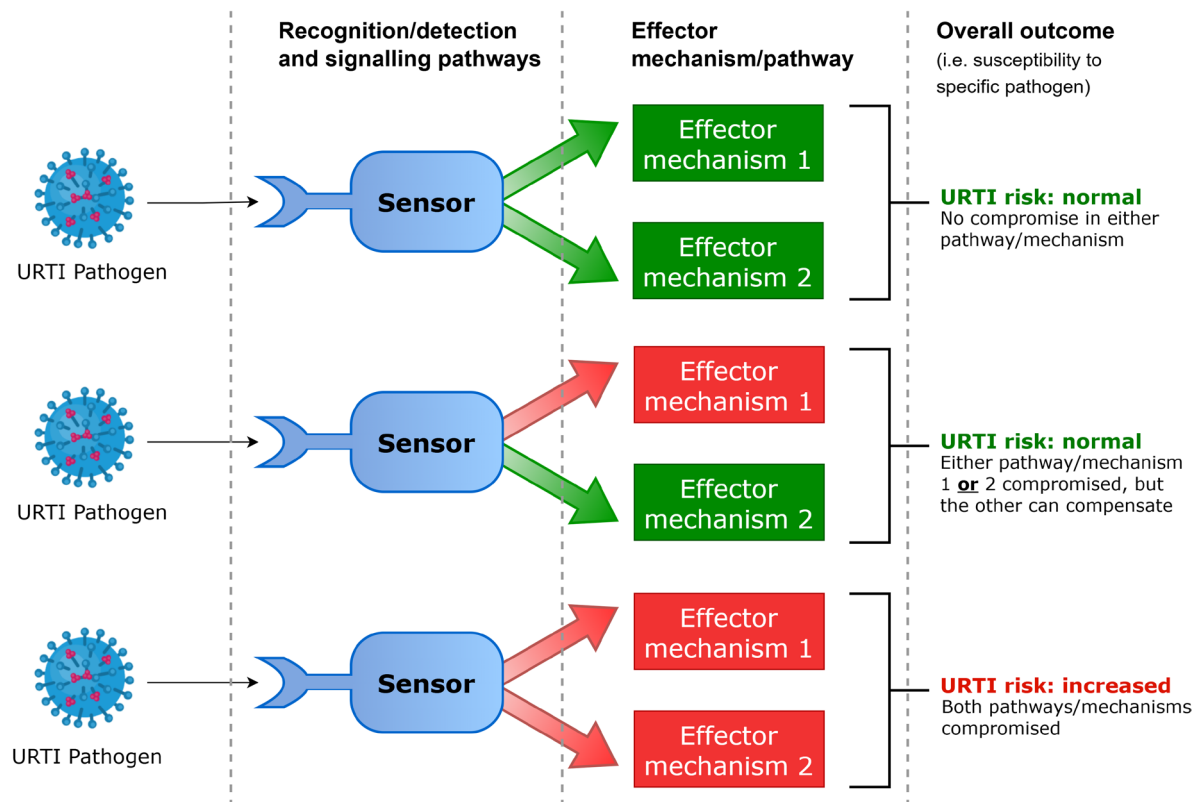 Recognition/detection
and signalling pathways
Effector
mechanism/pathway
Overall outcome
(i.e. susceptibility to
specific pathogen)
URTI Pathogen
Sensor
Effector
mechanism 1
Effector
mechanism 2
URTI risk: normal
No compromise in either
pathway/mechanism
URTI Pathogen
Sensor
Effector
mechanism 1
Effector
mechanism 2
URTI risk: normal
Either pathway/mechanism
1 or 2 compromised, but
the other can compensate
URTI Pathogen
Sensor
Effector
mechanism 1
Effector
mechanism 2
URTI risk: increased
Both pathways/mechanisms
compromised